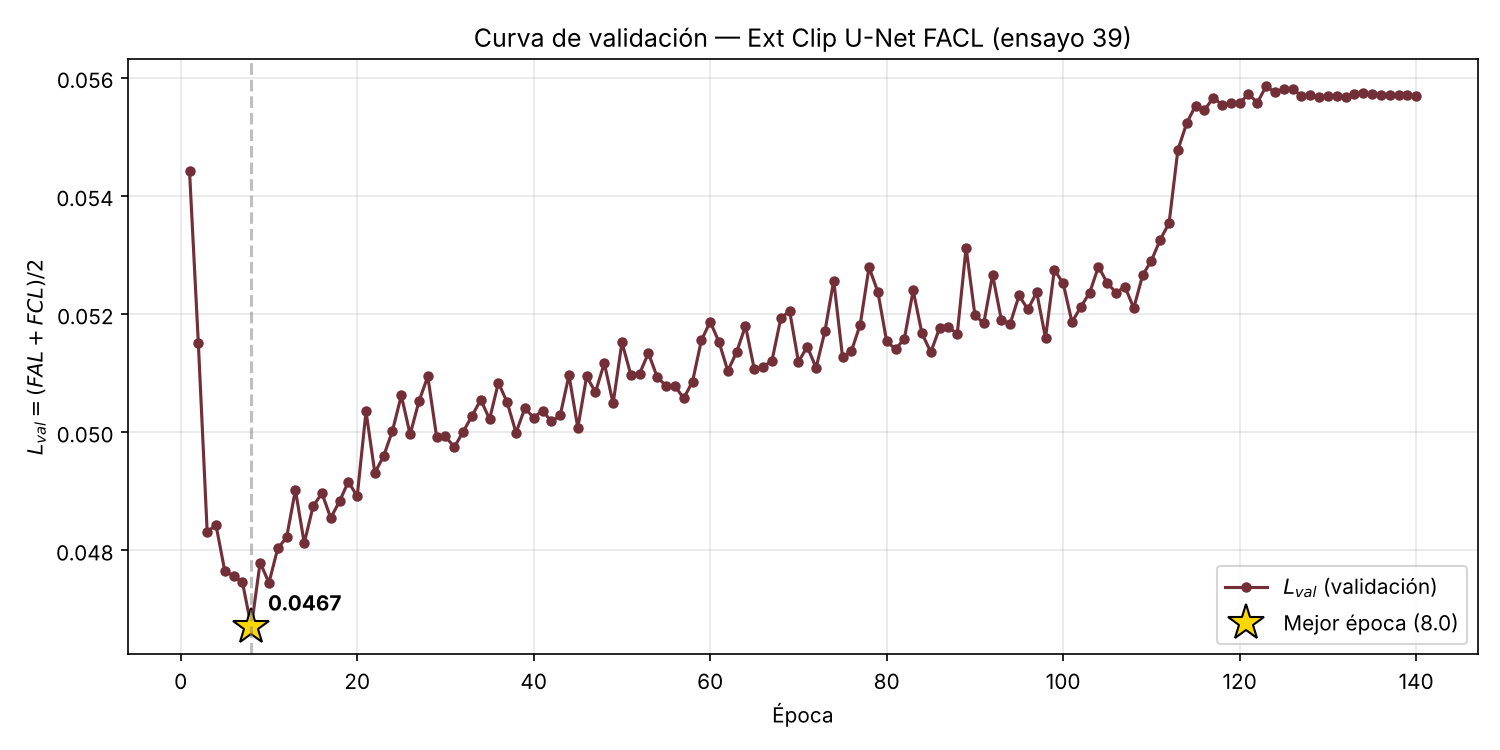 Curva de validación — Ext Clip U-Net FACL (ensayo 39)
0.056
0.054
0.052
0.050
0.048
L_val = (FAL + FCL)/2
0.0467
L_val (validación)
Mejor época (8.0)
0 20 40 60 80 100 120 140
Época